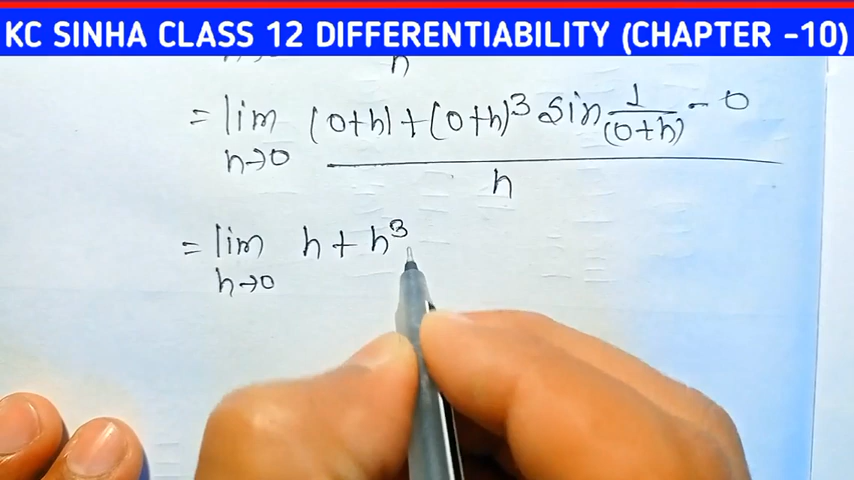 KC SINHA CLASS 12 DIFFERENTIABILITY (CHAPTER -10)
h
= lim (0+h) + (0+h)³ sin 1/(0+h) - 0
h→0
h
= lim h + h³
h→0